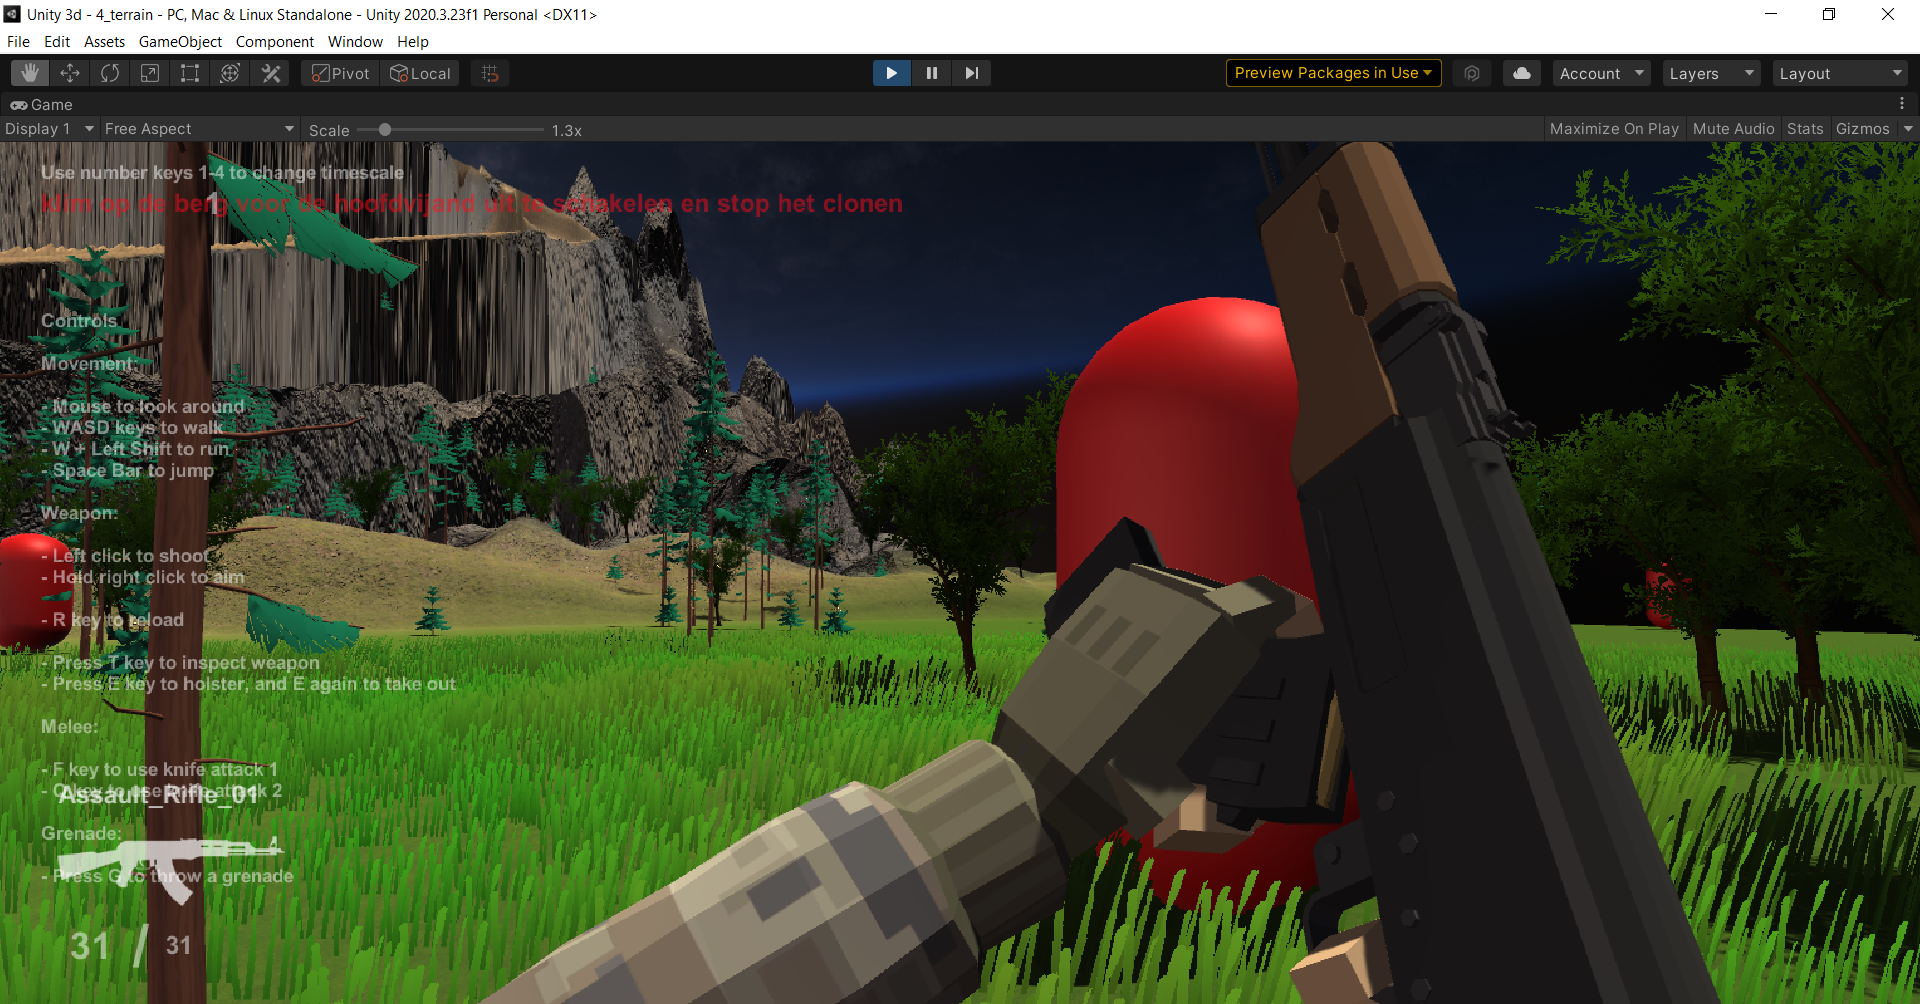 Unity 3d - 4_terrain - PC, Mac & Linux Standalone - Unity 2020.3.23f1 Personal <DX11>
File Edit Assets GameObject Component Window Help
Pivot Local Preview Packages in Use Account Layers Layout
Game
Display 1 Free Aspect Scale 1.3x Maximize On Play Mute Audio Stats Gizmos
Use number keys 1-4 to change timescale
klim op de berg voor de hoofdvijand uit te schakelen en stop het clonen
Controls
Movement:
- Mouse to look around
- WASD keys to walk
- W + Left Shift to run
- Space Bar to jump
Weapon:
- Left click to shoot
- Hold right click to aim
- R key to reload
- Press T key to inspect weapon
- Press E key to holster, and E again to take out
Melee:
- F key to use knife attack 1
- Q key to use knife attack 2
Assault_Rifle_01
Grenade:
- Press G to throw a grenade
31 / 31